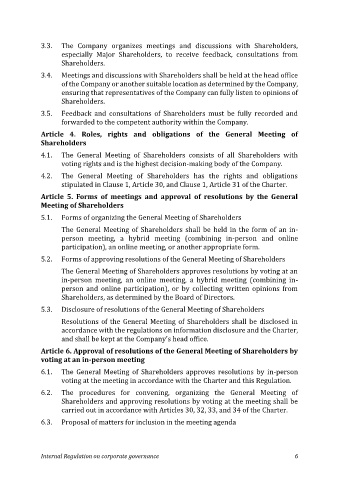 3.3. The Company organizes meetings and discussions with Shareholders,
especially Major Shareholders, to receive feedback, consultations from
Shareholders.
3.4. Meetings and discussions with Shareholders shall be held at the head office
of the Company or another suitable location as determined by the Company,
ensuring that representatives of the Company can fully listen to opinions of
Shareholders.
3.5. Feedback and consultations of Shareholders must be fully recorded and
forwarded to the competent authority within the Company.
Article 4. Roles, rights and obligations of the General Meeting of
Shareholders
4.1. The General Meeting of Shareholders consists of all Shareholders with
voting rights and is the highest decision-making body of the Company.
4.2. The General Meeting of Shareholders has the rights and obligations
stipulated in Clause 1, Article 30, and Clause 1, Article 31 of the Charter.
Article 5. Forms of meetings and approval of resolutions by the General
Meeting of Shareholders
5.1. Forms of organizing the General Meeting of Shareholders
The General Meeting of Shareholders shall be held in the form of an in-
person meeting, a hybrid meeting (combining in-person and online
participation), an online meeting, or another appropriate form.
5.2. Forms of approving resolutions of the General Meeting of Shareholders
The General Meeting of Shareholders approves resolutions by voting at an
in-person meeting, an online meeting, a hybrid meeting (combining in-
person and online participation), or by collecting written opinions from
Shareholders, as determined by the Board of Directors.
5.3. Disclosure of resolutions of the General Meeting of Shareholders
Resolutions of the General Meeting of Shareholders shall be disclosed in
accordance with the regulations on information disclosure and the Charter,
and shall be kept at the Company's head office.
Article 6. Approval of resolutions of the General Meeting of Shareholders by
voting at an in-person meeting
6.1. The General Meeting of Shareholders approves resolutions by in-person
voting at the meeting in accordance with the Charter and this Regulation.
6.2. The procedures for convening, organizing the General Meeting of
Shareholders and approving resolutions by voting at the meeting shall be
carried out in accordance with Articles 30, 32, 33, and 34 of the Charter.
6.3. Proposal of matters for inclusion in the meeting agenda
Internal Regulation on corporate governance 6